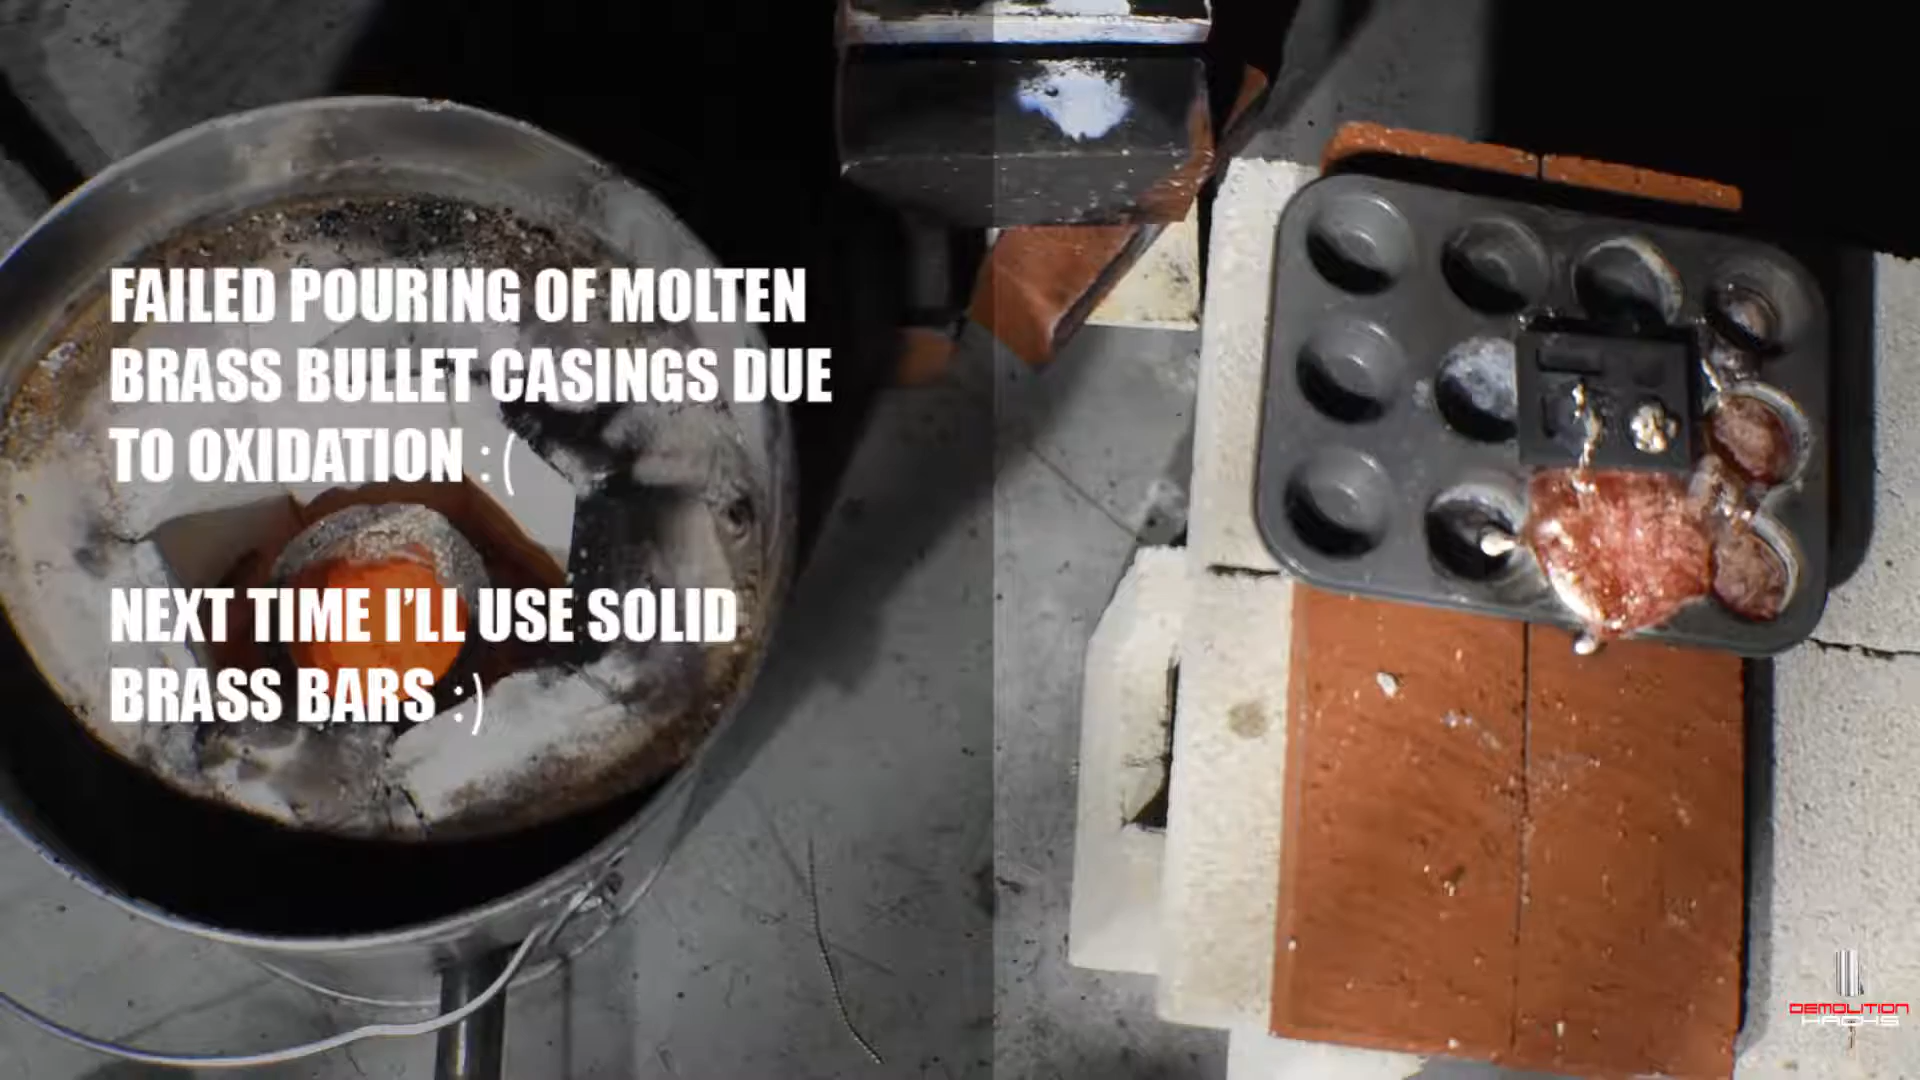 FAILED POURING OF MOLTEN
BRASS BULLET CASINGS DUE
TO OXIDATION :(
NEXT TIME I'LL USE SOLID
BRASS BARS :)
DEMOLITION
HACKS